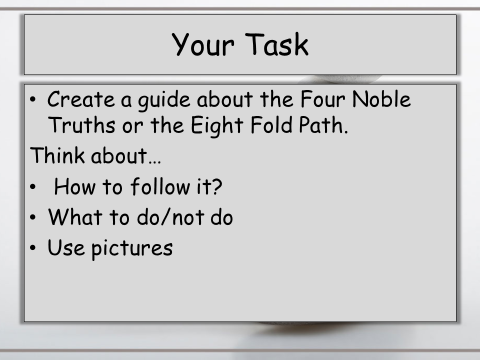 Your Task
• Create a guide about the Four Noble
Truths or the Eight Fold Path.
Think about…
• How to follow it?
• What to do/not do
• Use pictures